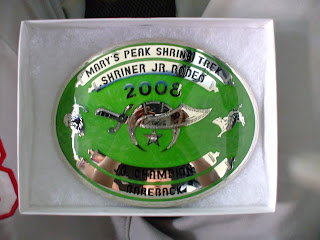 MARY'S PEAK SHRINE TREK
SHRINER JR. RODEO
2008
CHAMPION
BAREBACK